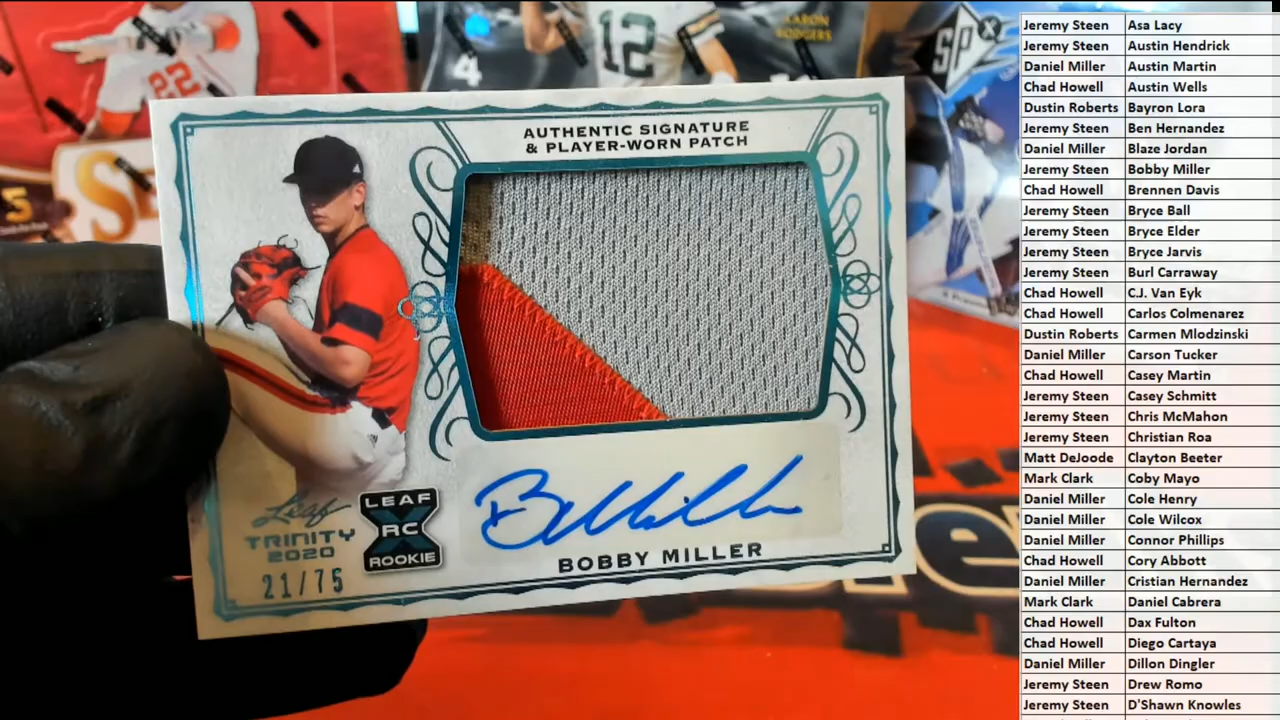 22
4
12
AARON
RODGERS
SPx
5
AUTHENTIC SIGNATURE
& PLAYER-WORN PATCH
Leaf
TRINITY
2020
21/75
LEAF
RC
ROOKIE
BOBBY MILLER
Jeremy Steen Asa Lacy
Jeremy Steen Austin Hendrick
Daniel Miller Austin Martin
Chad Howell Austin Wells
Dustin Roberts Bayron Lora
Jeremy Steen Ben Hernandez
Daniel Miller Blaze Jordan
Jeremy Steen Bobby Miller
Chad Howell Brennen Davis
Jeremy Steen Bryce Ball
Jeremy Steen Bryce Elder
Jeremy Steen Bryce Jarvis
Jeremy Steen Burl Carraway
Chad Howell C.J. Van Eyk
Chad Howell Carlos Colmenarez
Dustin Roberts Carmen Mlodzinski
Daniel Miller Carson Tucker
Chad Howell Casey Martin
Jeremy Steen Casey Schmitt
Jeremy Steen Chris McMahon
Jeremy Steen Christian Roa
Matt DeJoode Clayton Beeter
Mark Clark Coby Mayo
Daniel Miller Cole Henry
Daniel Miller Cole Wilcox
Daniel Miller Connor Phillips
Chad Howell Cory Abbott
Daniel Miller Cristian Hernandez
Mark Clark Daniel Cabrera
Chad Howell Dax Fulton
Chad Howell Diego Cartaya
Daniel Miller Dillon Dingler
Jeremy Steen Drew Romo
Jeremy Steen D'Shawn Knowles